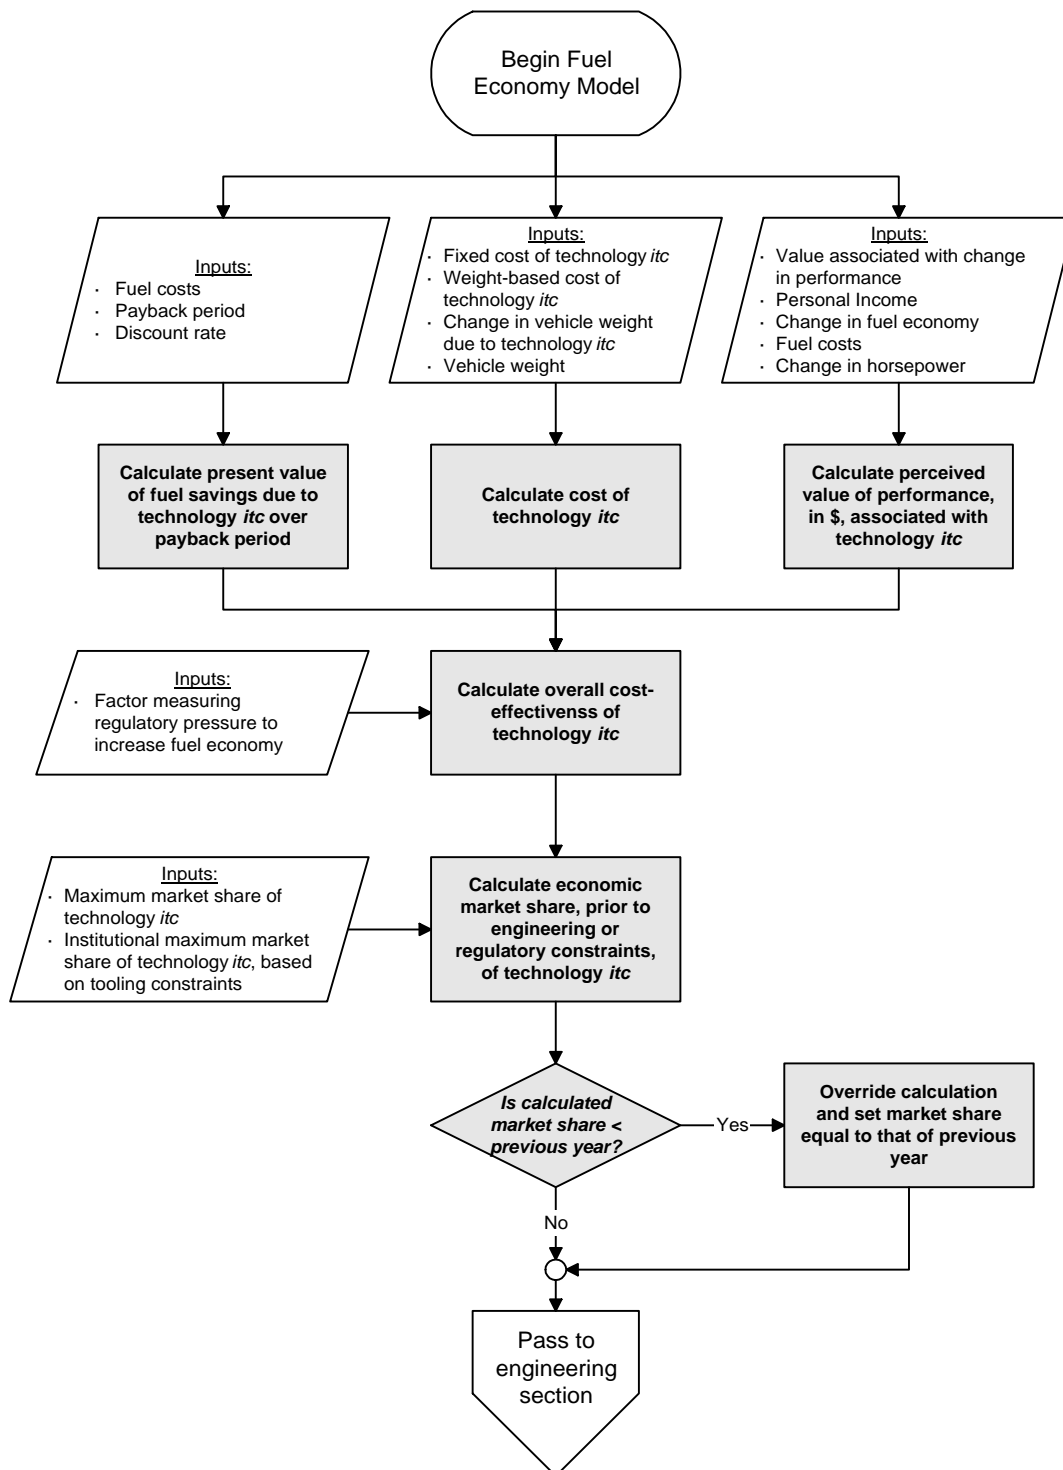 Begin Fuel
Economy Model
Inputs:
· Fuel costs
· Payback period
· Discount rate
Inputs:
· Fixed cost of technology itc
· Weight-based cost of
technology itc
· Change in vehicle weight
due to technology itc
· Vehicle weight
Inputs:
· Value associated with change
in performance
· Personal Income
· Change in fuel economy
· Fuel costs
· Change in horsepower
Calculate present value
of fuel savings due to
technology itc over
payback period
Calculate cost of
technology itc
Calculate perceived
value of performance,
in $, associated with
technology itc
Inputs:
· Factor measuring
regulatory pressure to
increase fuel economy
Calculate overall cost-
effectivenss of
technology itc
Inputs:
· Maximum market share of
technology itc
· Institutional maximum market
share of technology itc, based
on tooling constraints
Calculate economic
market share, prior to
engineering or
regulatory constraints,
of technology itc
Is calculated
market share <
previous year?
Yes
Override calculation
and set market share
equal to that of previous
year
No
Pass to
engineering
section